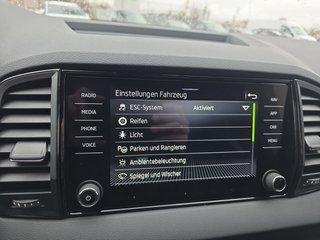 Einstellungen Fahrzeug
RADIO
MEDIA
PHONE
VOICE
ESC-System: Aktiviert
Reifen
Licht
Parken und Rangieren
Ambientebeleuchtung
Spiegel und Wischer
NAV
CAR
MENU